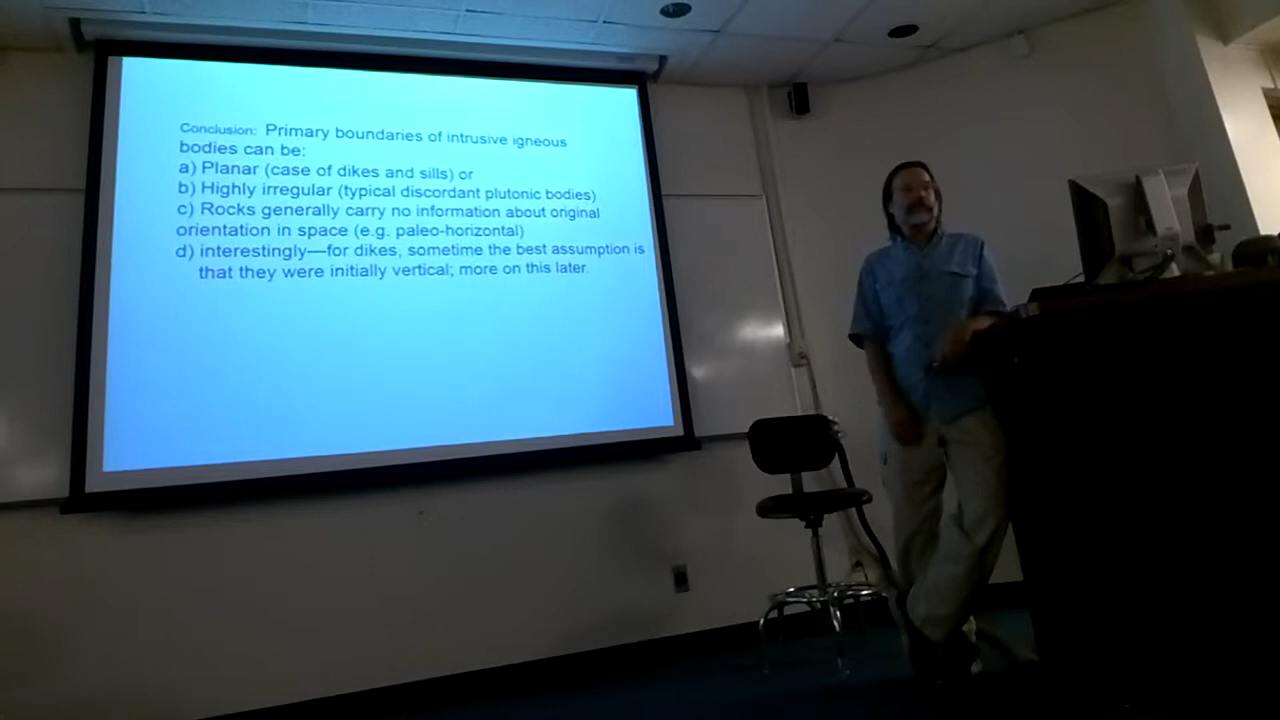 Conclusion: Primary boundaries of intrusive igneous
bodies can be:
a) Planar (case of dikes and sills) or
b) Highly irregular (typical discordant plutonic bodies)
c) Rocks generally carry no information about original
orientation in space (e.g. paleo-horizontal)
d) interestingly—for dikes, sometime the best assumption is
that they were initially vertical; more on this later.